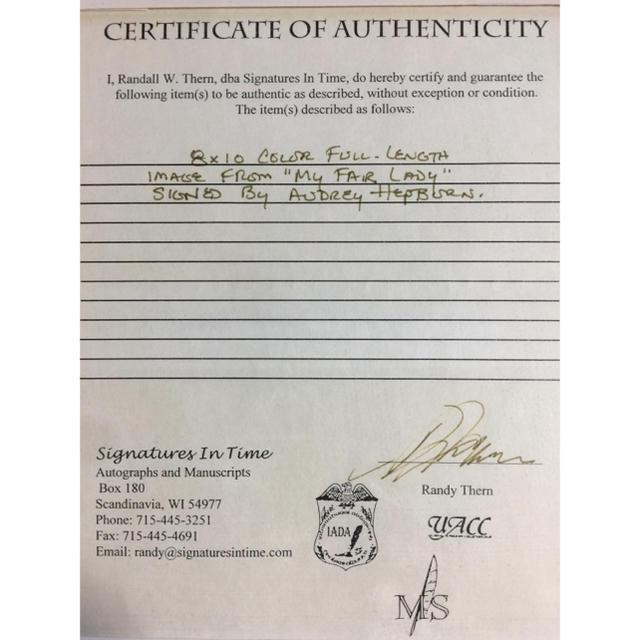 CERTIFICATE OF AUTHENTICITY
I, Randall W. Thern, dba Signatures In Time, do hereby certify and guarantee the
following item(s) to be authentic as described, without exception or condition.
The item(s) described as follows:
8x10 COLOR FULL-LENGTH
IMAGE FROM "MY FAIR LADY"
SIGNED BY AUDREY HEPBURN.
Signatures In Time
Autographs and Manuscripts
Box 180
Scandinavia, WI 54977
Phone: 715-445-3251
Fax: 715-445-4691
Email: randy@signaturesintime.com
Randy Thern
IADA
UACC
MS